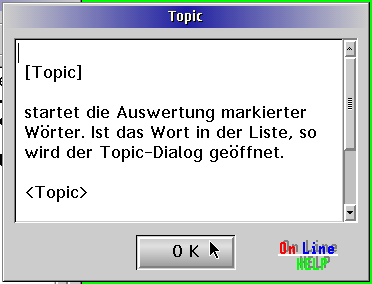 Topic
[Topic]
startet die Auswertung markierter
Wörter. Ist das Wort in der Liste, so
wird der Topic-Dialog geöffnet.
<Topic>
O K
On Line
HELP